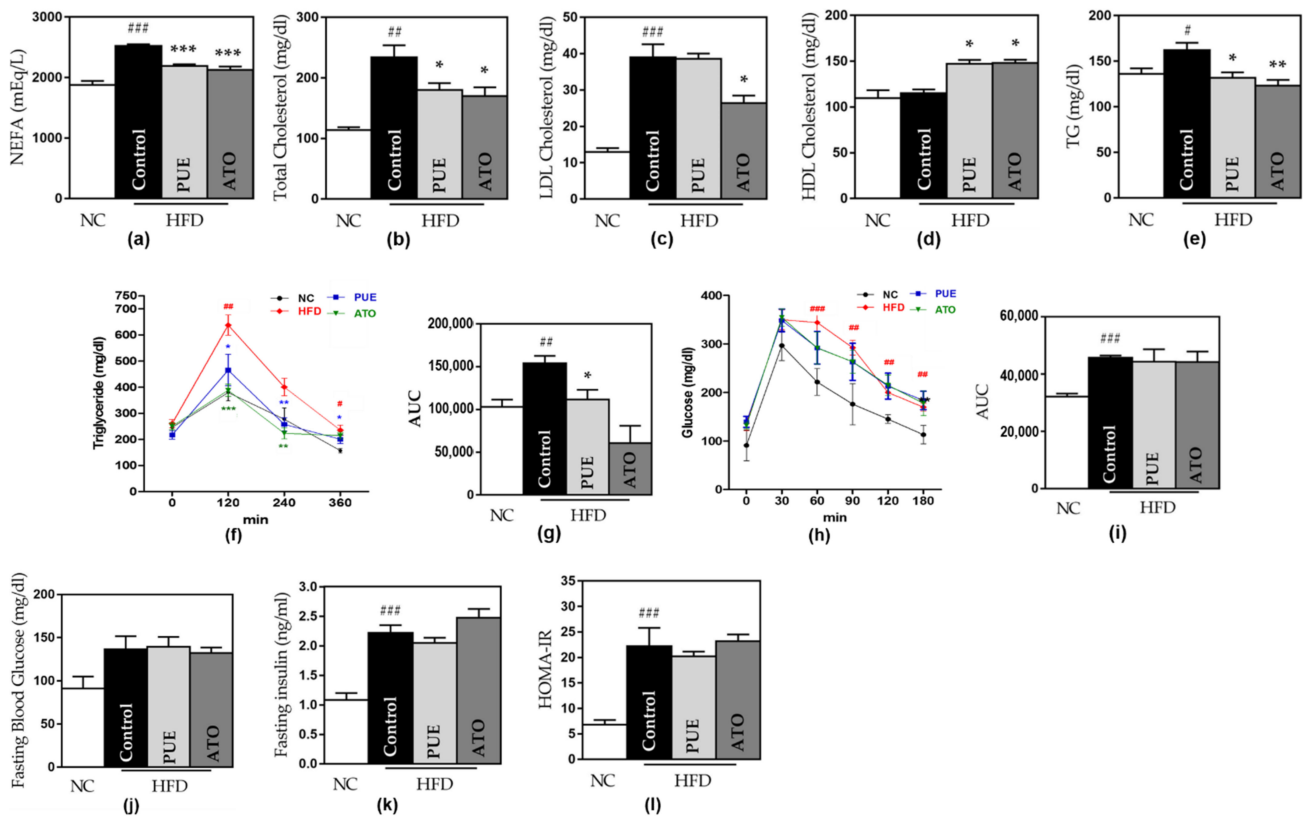 NEFA (mEq/L)
3000
2000
1000
0
###
***
***
Control
PUE
ATO
NC
HFD
(a)
Total Cholesterol (mg/dl)
300
200
100
0
##
*
*
Control
PUE
ATO
NC
HFD
(b)
LDL Cholesterol (mg/dl)
50
40
30
20
10
0
###
*
Control
PUE
ATO
NC
HFD
(c)
HDL Cholesterol (mg/dl)
200
150
100
50
0
*
*
Control
PUE
ATO
NC
HFD
(d)
TG (mg/dl)
200
150
100
50
0
#
*
**
Control
PUE
ATO
NC
HFD
(e)
Triglyceride (mg/dl)
750
700
600
500
400
300
200
100
NC
HFD
PUE
ATO
##
*
***
**
**
#
*
0
120
240
360
min
(f)
AUC
200,000
150,000
100,000
50,000
0
##
*
Control
PUE
ATO
NC
HFD
(g)
Glucose (mg/dl)
400
300
200
100
0
NC
HFD
PUE
ATO
###
##
##
##
0
30
60
90
120
180
min
(h)
AUC
60,000
40,000
20,000
0
###
Control
PUE
ATO
NC
HFD
(i)
Fasting Blood Glucose (mg/dl)
200
150
100
50
0
Control
PUE
ATO
NC
HFD
(j)
Fasting insulin (ng/ml)
3.0
2.5
2.0
1.5
1.0
0.5
0.0
###
Control
PUE
ATO
NC
HFD
(k)
HOMA-IR
35
30
25
20
15
10
5
0
###
Control
PUE
ATO
NC
HFD
(l)